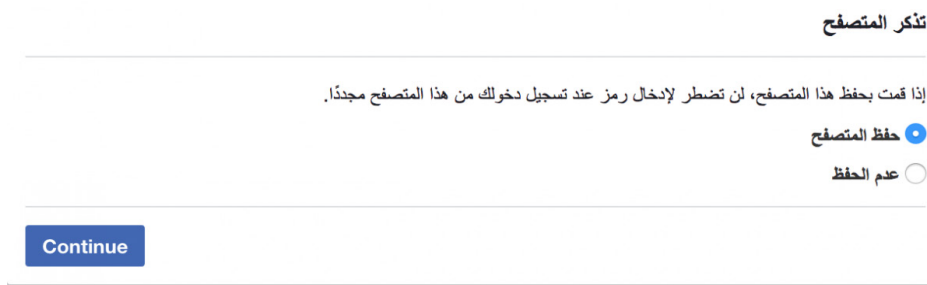 تذكر المتصفح
إذا قمت بحفظ هذا المتصفح، لن تضطر لإدخال رمز عند تسجيل دخولك من هذا المتصفح مجددًا.
حفظ المتصفح
عدم الحفظ
Continue